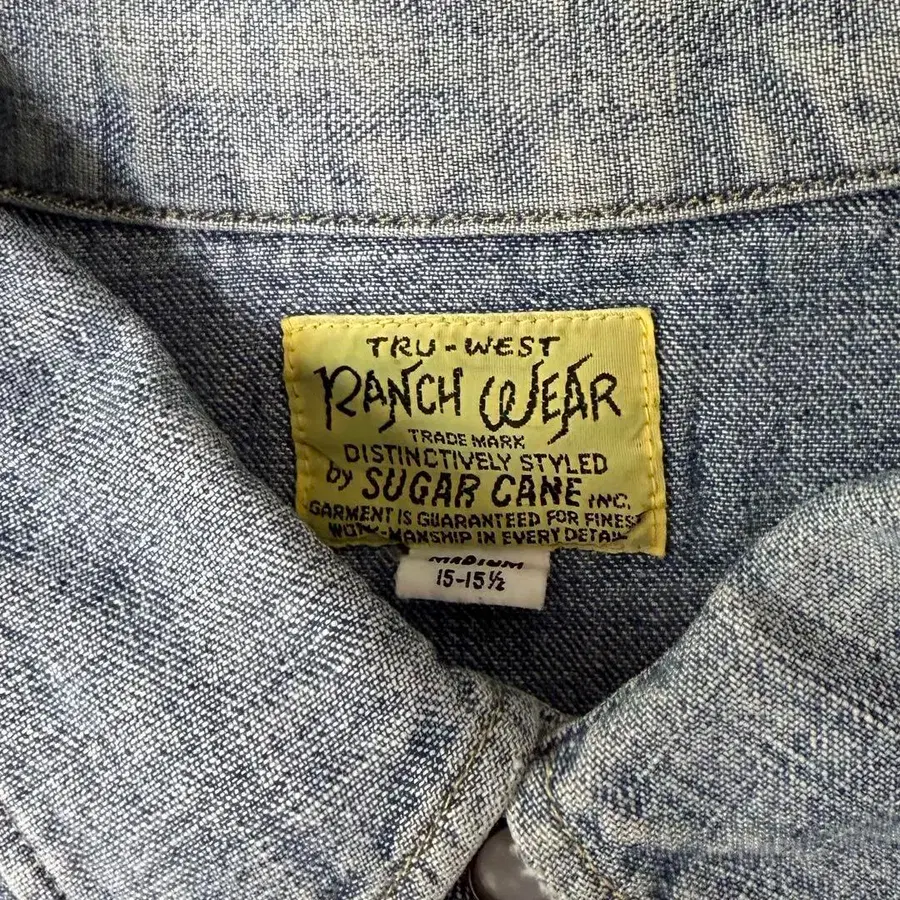 TRU-WEST
RANCH WEAR
TRADE MARK
DISTINCTIVELY STYLED
by SUGAR CANE INC.
GARMENT IS GUARANTEED FOR FINEST
WORK-MANSHIP IN EVERY DETAIL
MEDIUM
15-15½